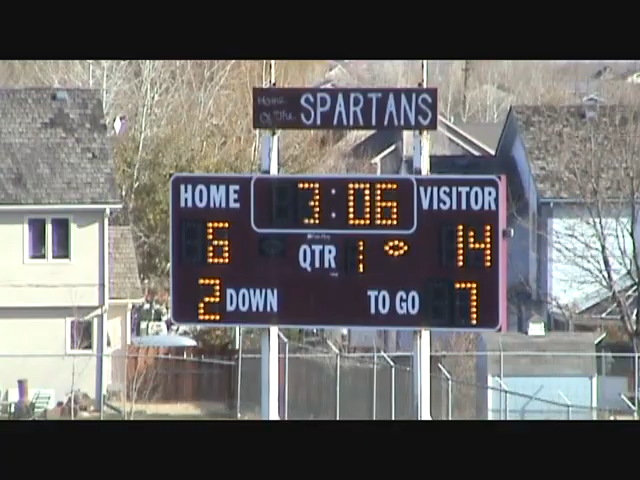 Home Of The SPARTANS
HOME 3:06 VISITOR
6 QTR 1 14
2 DOWN TO GO 7